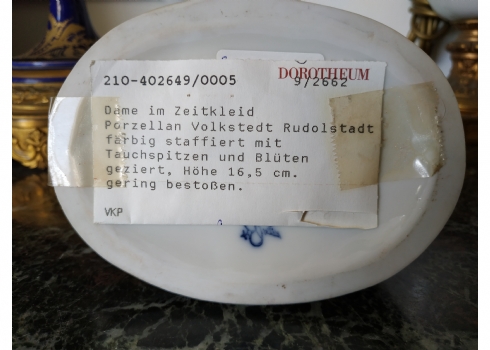 210-402649/0005 DOROTHEUM
9/2662
Dame im Zeitkleid
Porzellan Volkstedt Rudolstadt
färbig staffiert mit
Tauchspitzen und Blüten
geziert, Höhe 16,5 cm.
gering bestoßen.
VKP